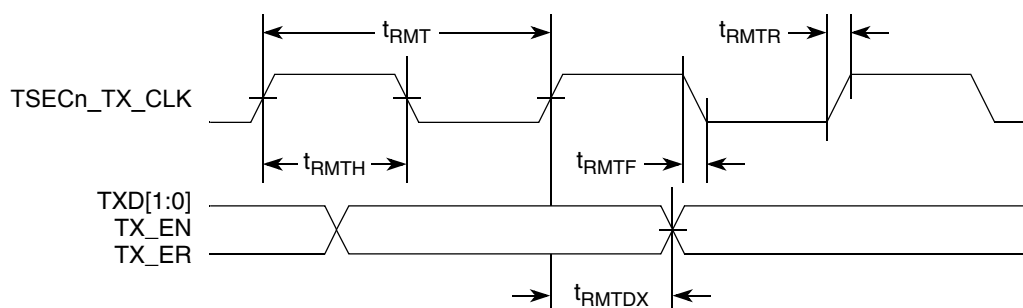 tRMT
tRMTR
TSECn_TX_CLK
tRMTH
tRMTF
TXD[1:0]
TX_EN
TX_ER
tRMTDX